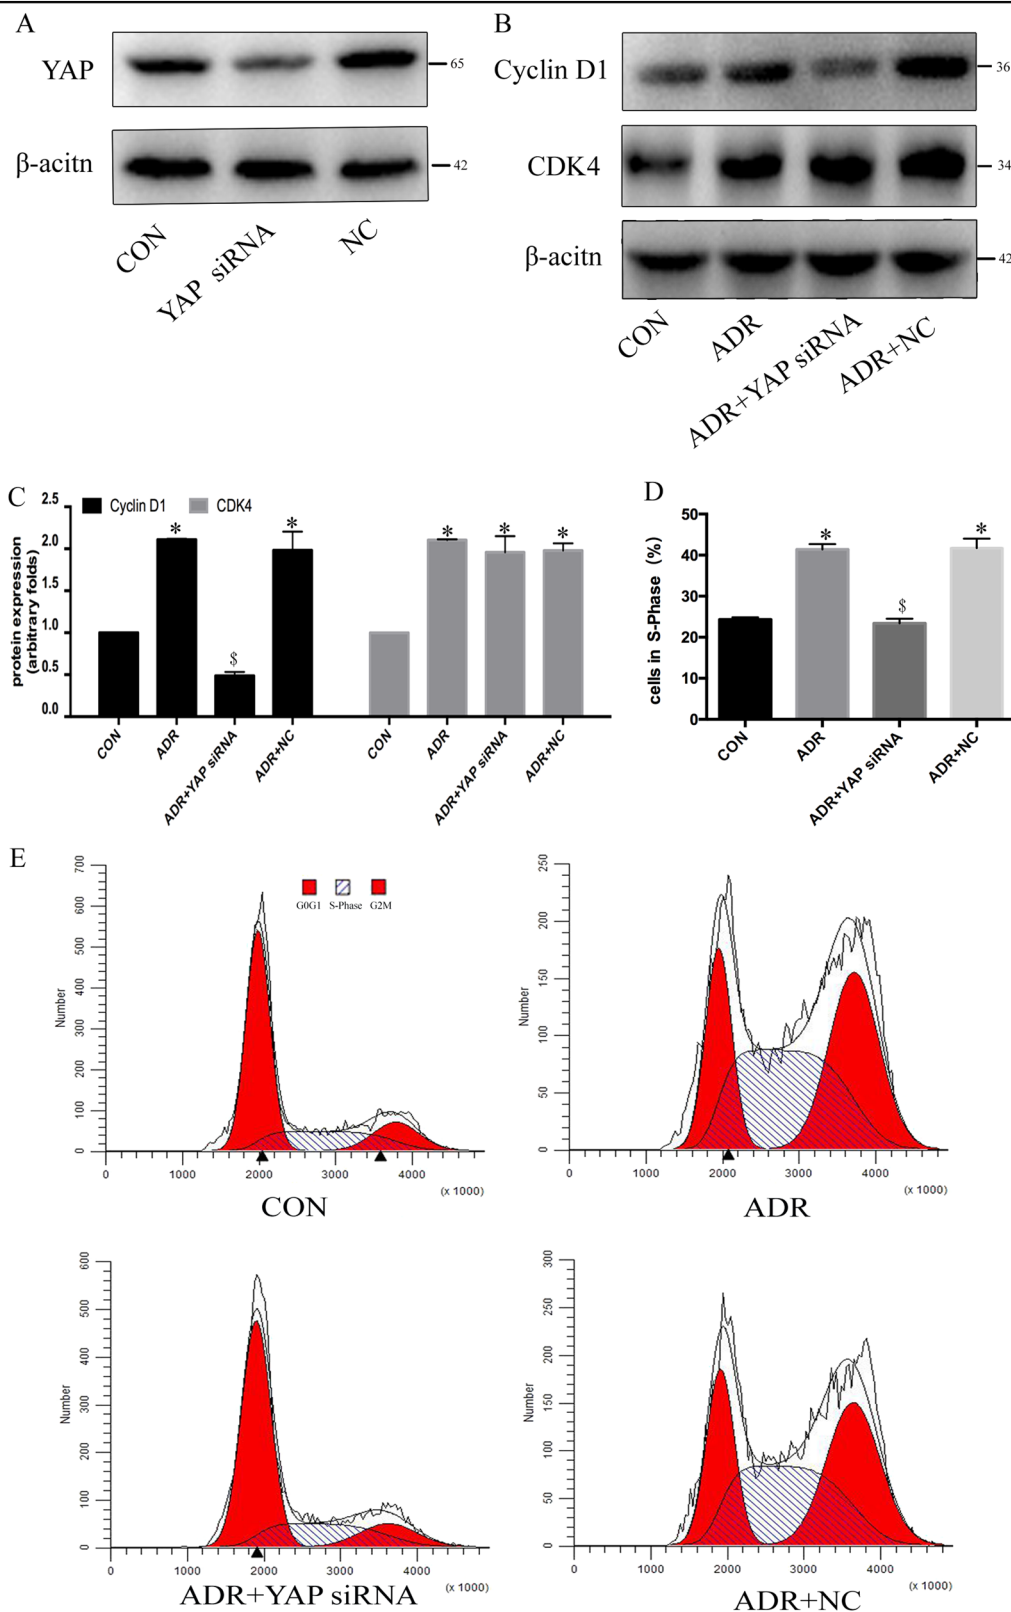 A
YAP
65
β-acitn
42
CON
YAP siRNA
NC
B
Cyclin D1
36
CDK4
34
β-acitn
42
CON
ADR
ADR+YAP siRNA
ADR+NC
C
Cyclin D1
CDK4
protein expression
(arbitrary folds)
2.5
2.0
1.5
1.0
0.5
0.0
*
$
*
*
*
*
CON
ADR
ADR+YAP siRNA
ADR+NC
CON
ADR
ADR+YAP siRNA
ADR+NC
D
cells in S-Phase (%)
50
40
30
20
10
0
*
$
*
CON
ADR
ADR+YAP siRNA
ADR+NC
E
Number
700
600
500
400
300
200
100
0
G0G1 S-Phase G2M
0 1000 2000 3000 4000
(x 1000)
CON
Number
250
200
150
100
50
0
0 1000 2000 3000 4000
(x 1000)
ADR
Number
600
500
400
300
200
100
0
0 1000 2000 3000 4000
(x 1000)
ADR+YAP siRNA
Number
300
250
200
150
100
50
0
0 1000 2000 3000 4000
(x 1000)
ADR+NC